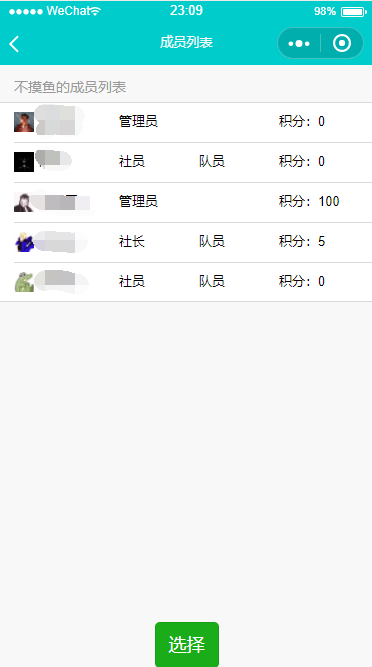 WeChat 23:09 98%
成员列表
不摸鱼的成员列表
管理员 积分：0
社员 队员 积分：0
管理员 积分：100
社长 队员 积分：5
社员 队员 积分：0
选择